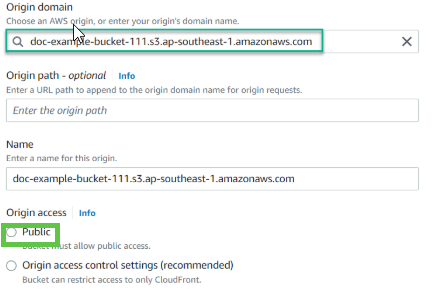 Origin domain
Choose an AWS origin, or enter your origin's domain name.
doc-example-bucket-111.s3.ap-southeast-1.amazonaws.com
Origin path - optional Info
Enter a URL path to append to the origin domain name for origin requests.
Enter the origin path
Name
Enter a name for this origin.
doc-example-bucket-111.s3.ap-southeast-1.amazonaws.com
Origin access Info
Public
Bucket must allow public access.
Origin access control settings (recommended)
Bucket can restrict access to only CloudFront.